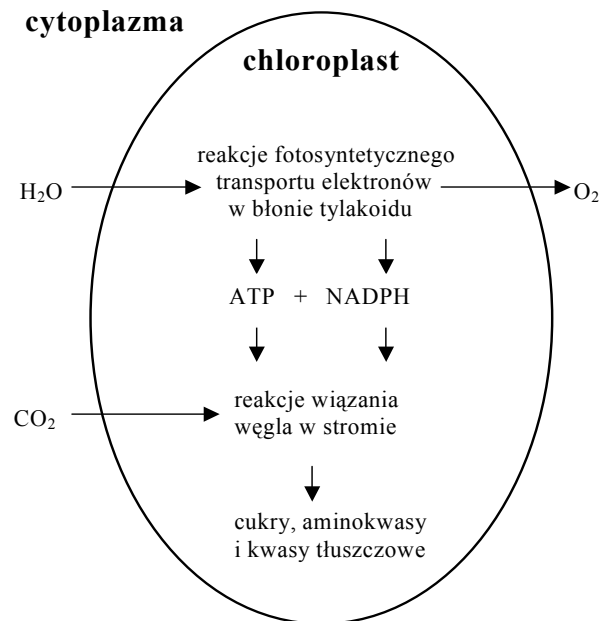 cytoplazma
chloroplast
reakcje fotosyntetycznego
transportu elektronów
w błonie tylakoidu
H₂O
O₂
ATP + NADPH
reakcje wiązania
węgla w stromie
CO₂
cukry, aminokwasy
i kwasy tłuszczowe